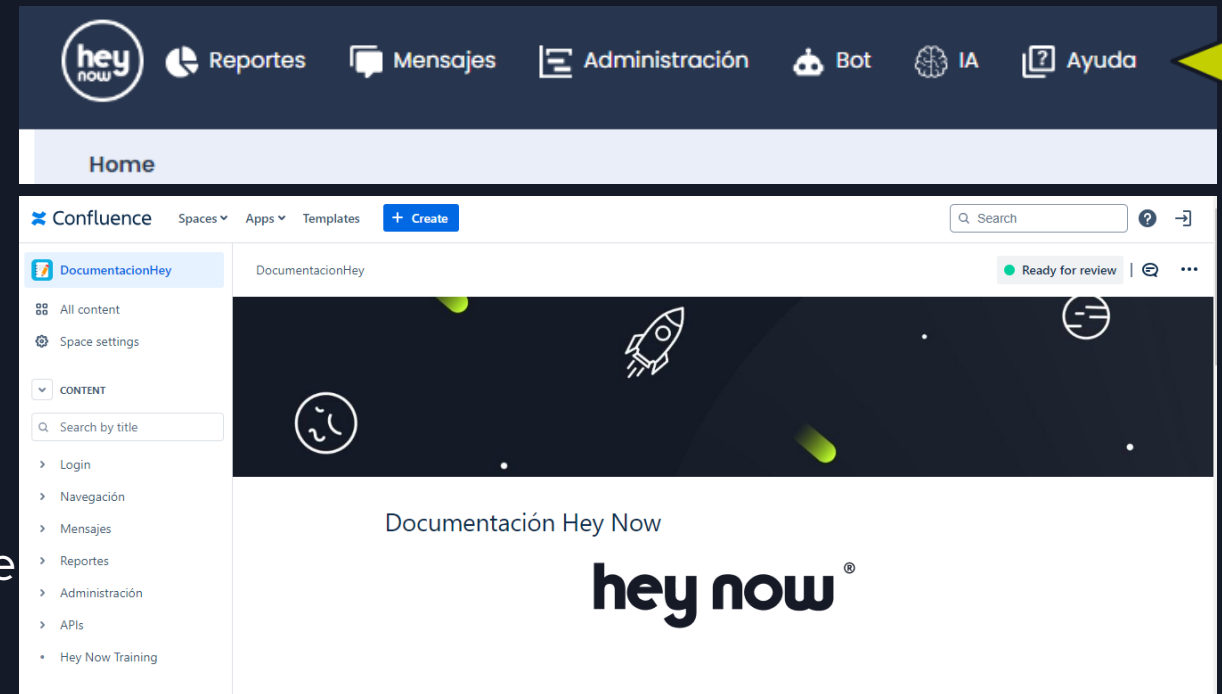 hey now Reportes Mensajes Administración Bot IA Ayuda
Home
Confluence Spaces Apps Templates + Create Search
DocumentacionHey
DocumentacionHey Ready for review
All content
Space settings
CONTENT
Search by title
Login
Navegación
Mensajes
Reportes
Administración
APIs
Hey Now Training
Documentación Hey Now
hey now ®
e